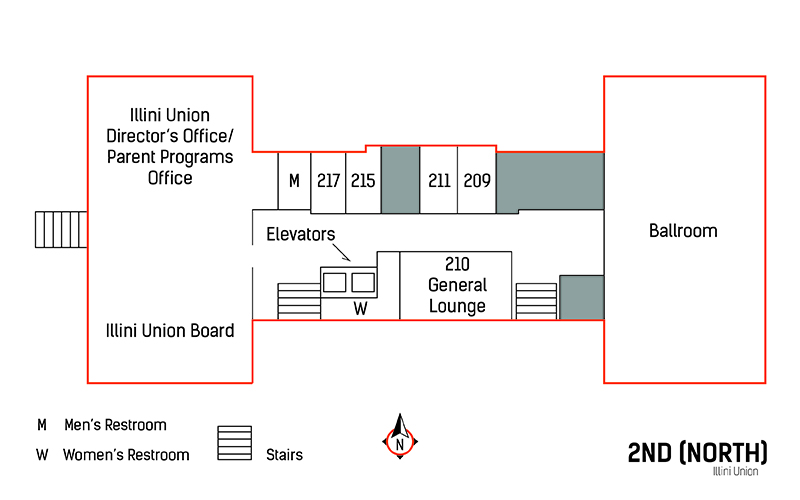 Illini Union
Director's Office/
Parent Programs
Office
M
217
215
211
209
Elevators
Ballroom
210
General
Lounge
W
Illini Union Board
M Men's Restroom
W Women's Restroom
Stairs
N
2ND (NORTH)
Illini Union